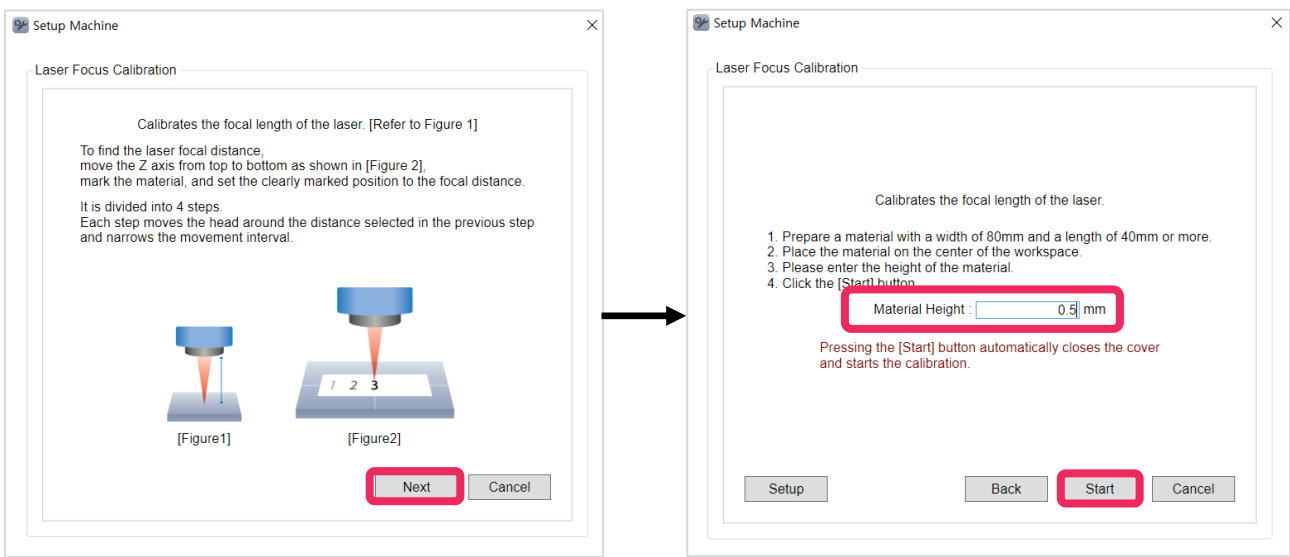 Setup Machine
Laser Focus Calibration
Calibrates the focal length of the laser. [Refer to Figure 1]
To find the laser focal distance,
move the Z axis from top to bottom as shown in [Figure 2],
mark the material, and set the clearly marked position to the focal distance.
It is divided into 4 steps.
Each step moves the head around the distance selected in the previous step
and narrows the movement interval.
1 2 3
[Figure1]
[Figure2]
Next
Cancel
Setup Machine
Laser Focus Calibration
Calibrates the focal length of the laser.
1. Prepare a material with a width of 80mm and a length of 40mm or more.
2. Place the material on the center of the workspace.
3. Please enter the height of the material.
4. Click the [Start] button
Material Height : 0.5 mm
Pressing the [Start] button automatically closes the cover
and starts the calibration.
Setup
Back
Start
Cancel